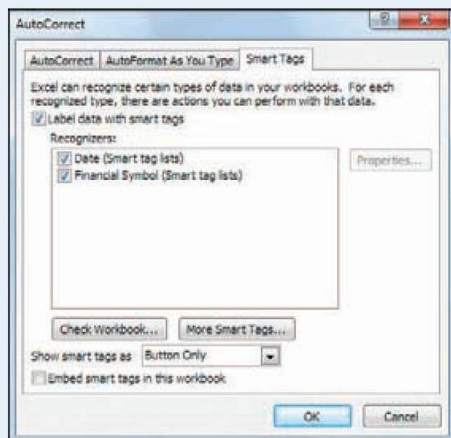 AutoCorrect
AutoCorrect AutoFormat As You Type Smart Tags
Excel can recognize certain types of data in your workbooks. For each
recognized type, there are actions you can perform with that data.
Label data with smart tags
Recognizers:
Date (Smart tag lists)
Financial Symbol (Smart tag lists)
Properties...
Check Workbook... More Smart Tags...
Show smart tags as Button Only
Embed smart tags in this workbook
OK Cancel